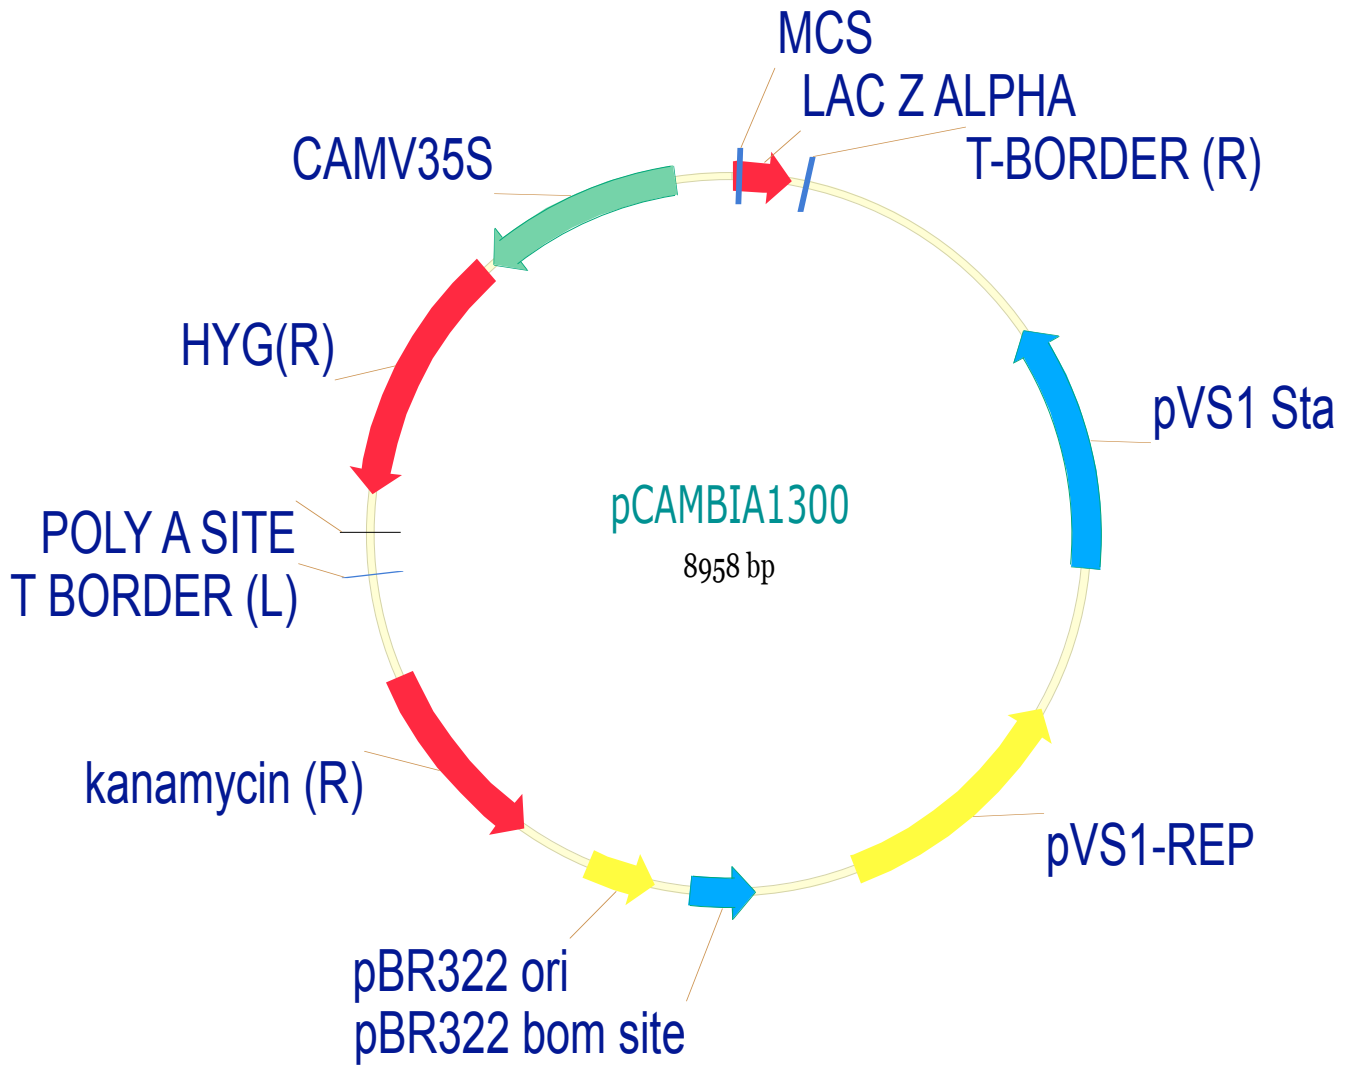 MCS
LAC Z ALPHA
T-BORDER (R)
CAMV35S
HYG(R)
pVS1 Sta
pCAMBIA1300
8958 bp
POLY A SITE
T BORDER (L)
kanamycin (R)
pVS1-REP
pBR322 ori
pBR322 bom site